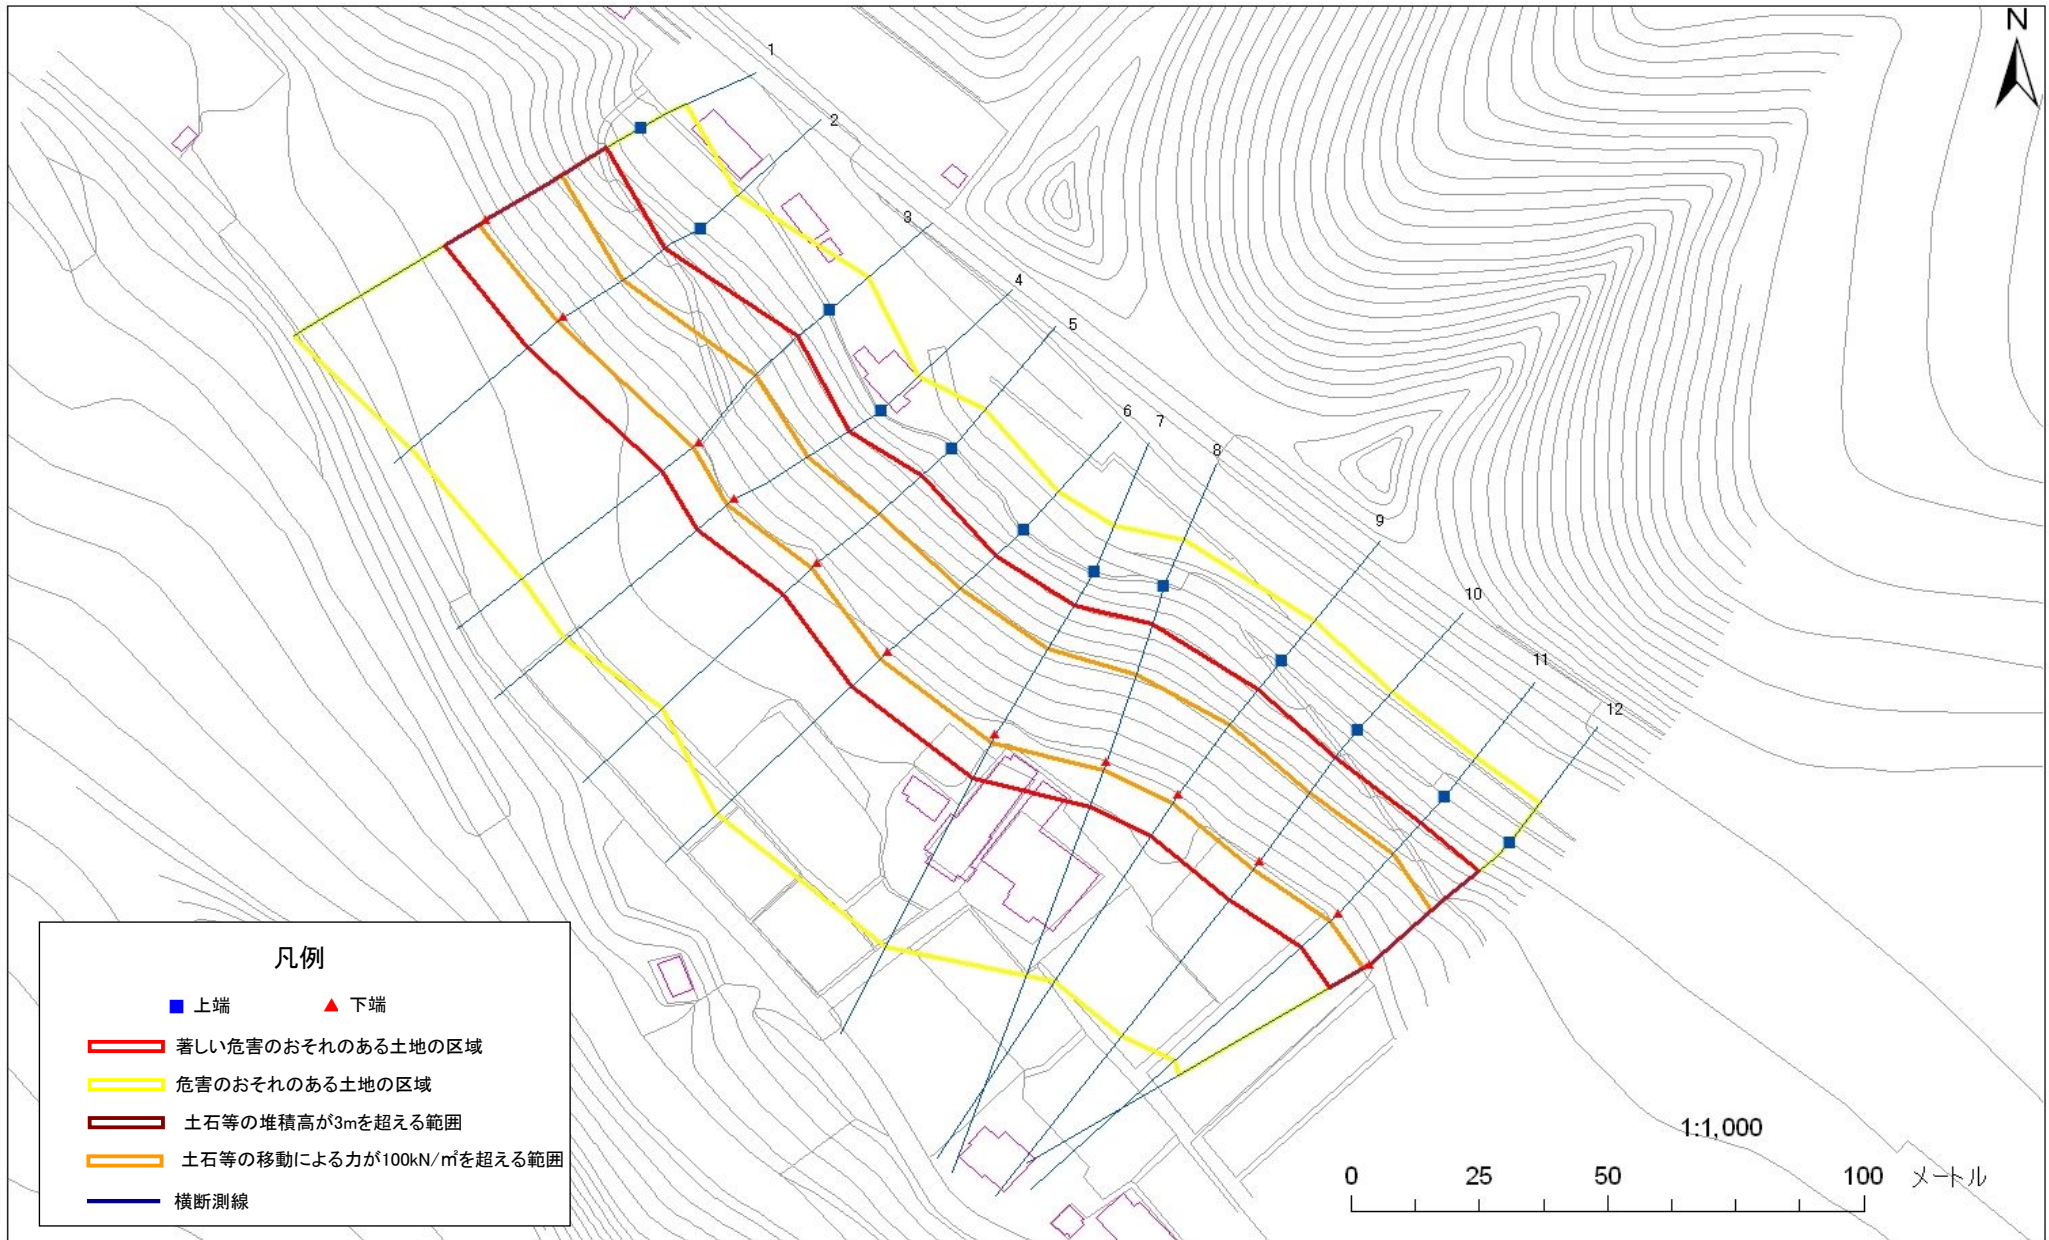 N
1
2
3
4
5
6
7
8
9
10
11
12
凡例
上端 下端
著しい危害のおそれのある土地の区域
危害のおそれのある土地の区域
土石等の堆積高が3mを超える範囲
土石等の移動による力が100kN/㎡を超える範囲
横断測線
1:1,000
0 25 50 100 メートル